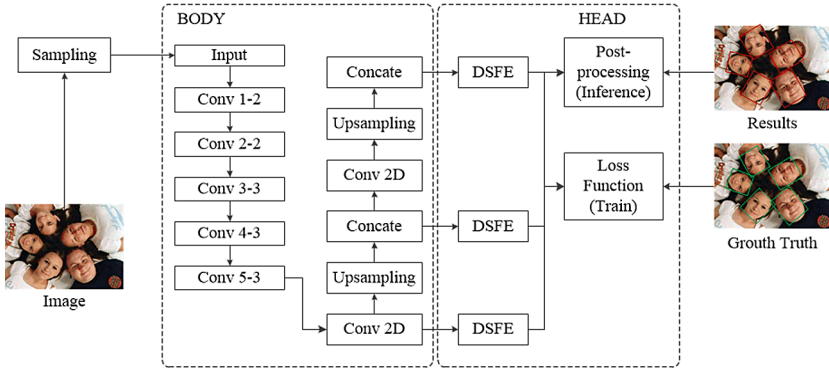 BODY
HEAD
Sampling
Input
Conv 1-2
Conv 2-2
Conv 3-3
Conv 4-3
Conv 5-3
Image
Concate
Upsampling
Conv 2D
Concate
Upsampling
Conv 2D
DSFE
DSFE
DSFE
Post-
processing
(Inference)
Loss
Function
(Train)
Results
Grouth Truth